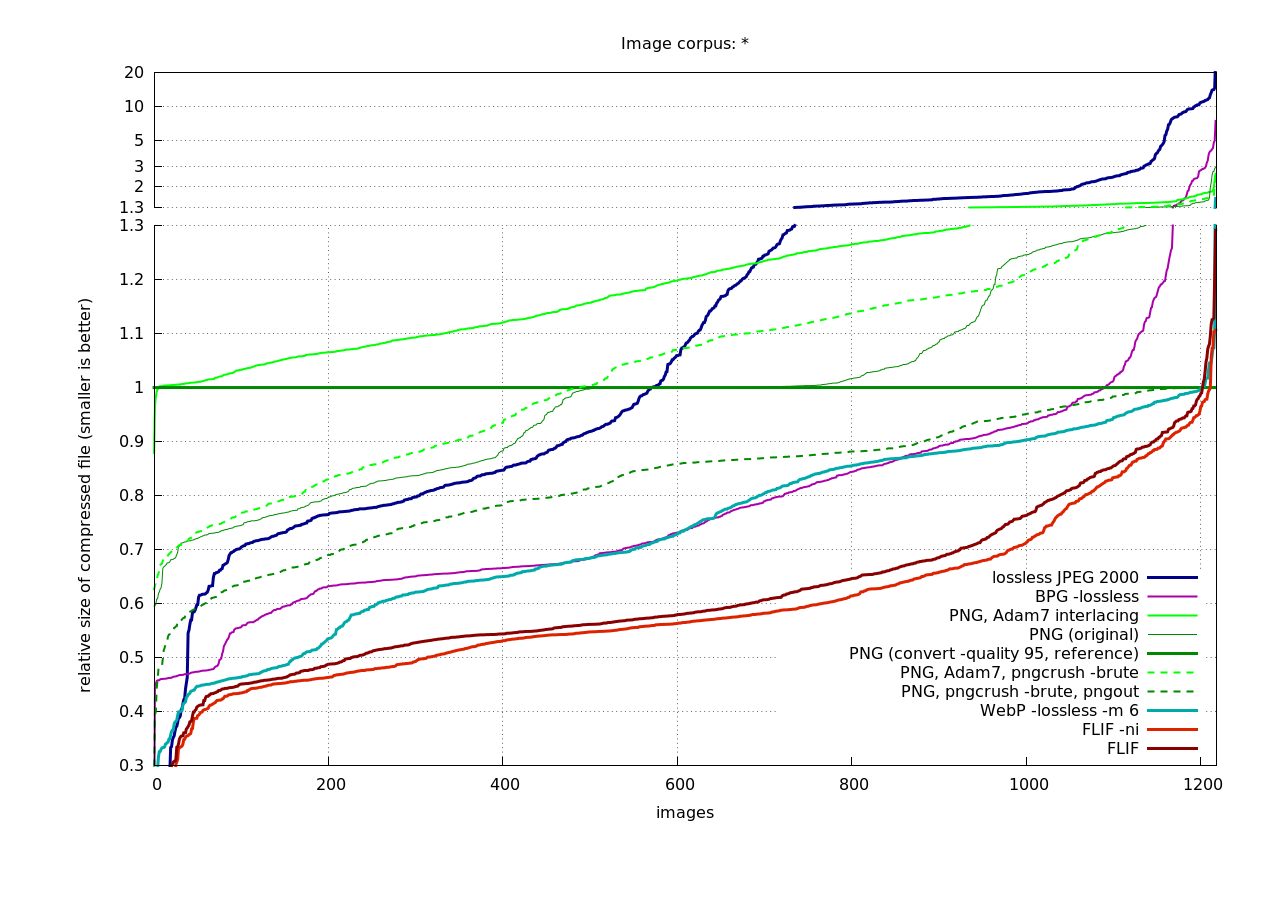 Image corpus: *
20
10
5
3
2
1.3
1.3
1.2
1.1
1
0.9
0.8
0.7
0.6
0.5
0.4
0.3
relative size of compressed file (smaller is better)
lossless JPEG 2000
BPG -lossless
PNG, Adam7 interlacing
PNG (original)
PNG (convert -quality 95, reference)
PNG, Adam7, pngcrush -brute
PNG, pngcrush -brute, pngout
WebP -lossless -m 6
FLIF -ni
FLIF
0 200 400 600 800 1000 1200
images